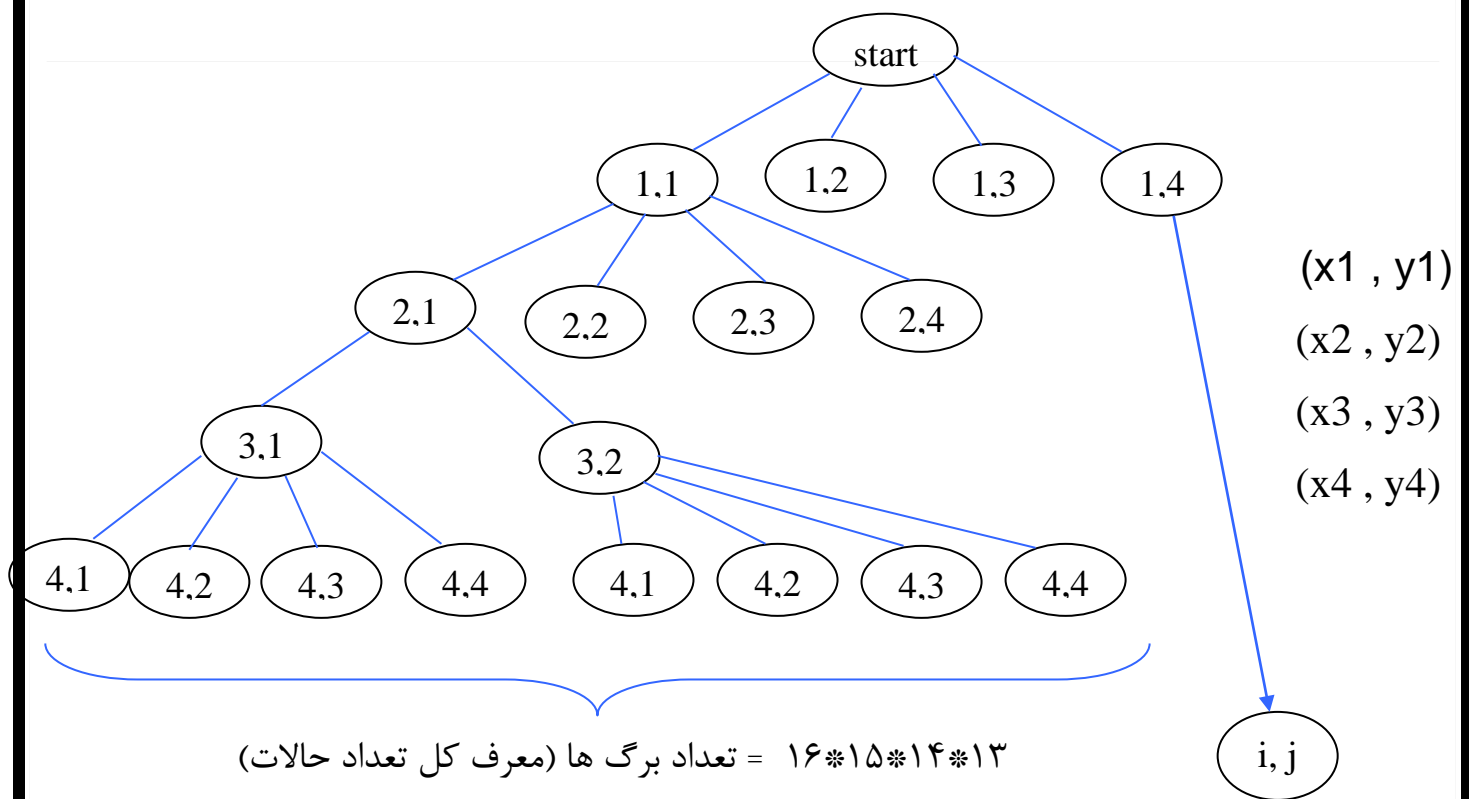 start
1,1 1,2 1,3 1,4
(x1 , y1)
2,1 2,2 2,3 2,4
(x2 , y2)
(x3 , y3)
3,1 3,2
(x4 , y4)
4,1 4,2 4,3 4,4 4,1 4,2 4,3 4,4
۱۶*۱۵*۱۴*۱۳ = تعداد برگ ها (معرف کل تعداد حالات)
i, j